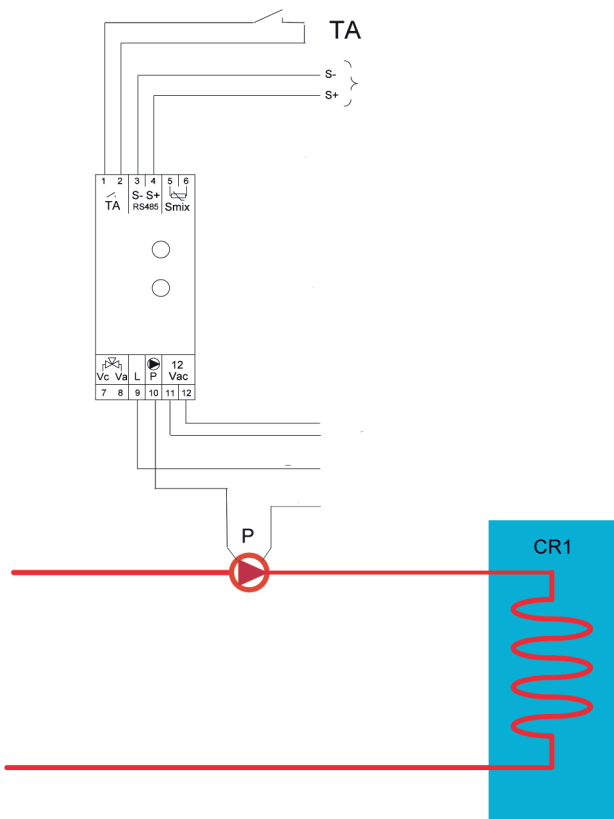 TA
S-
S+
1 2 3 4 5 6
TA S- S+ Smix
RS485
12
Vc Va L P Vac
7 8 9 10 11 12
P
CR1